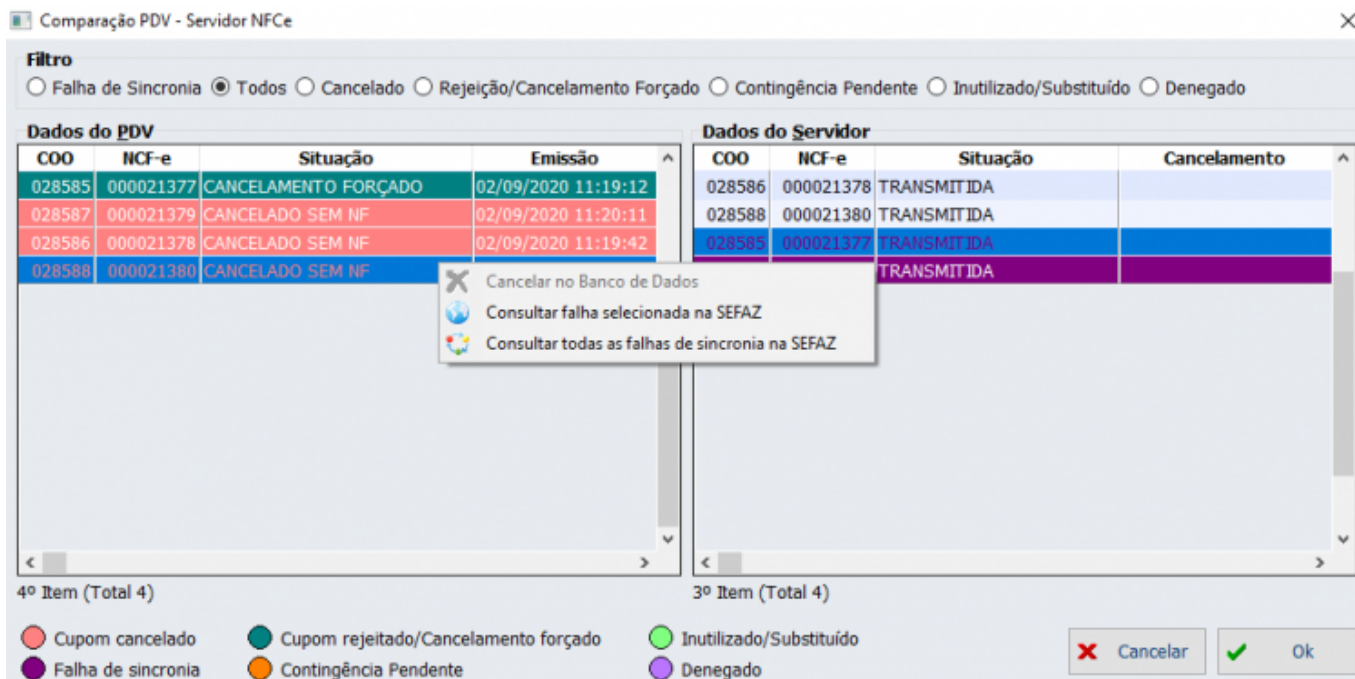 Comparação PDV - Servidor NFCe
Filtro
Falha de Sincronia Todos Cancelado Rejeição/Cancelamento Forçado Contingência Pendente Inutilizado/Substituído Denegado
Dados do PDV
COO NCF-e Situação Emissão
028585 000021377 CANCELAMENTO FORÇADO 02/09/2020 11:19:12
028587 000021379 CANCELADO SEM NF 02/09/2020 11:20:11
028586 000021378 CANCELADO SEM NF 02/09/2020 11:19:42
028588 000021380 CANCELADO SEM NF
Cancelar no Banco de Dados
Consultar falha selecionada na SEFAZ
Consultar todas as falhas de sincronia na SEFAZ
4º Item (Total 4)
Dados do Servidor
COO NCF-e Situação Cancelamento
028586 000021378 TRANSMITIDA
028588 000021380 TRANSMITIDA
028585 000021377 TRANSMITIDA
TRANSMITIDA
3º Item (Total 4)
Cupom cancelado Cupom rejeitado/Cancelamento forçado Inutilizado/Substituído
Falha de sincronia Contingência Pendente Denegado
Cancelar Ok